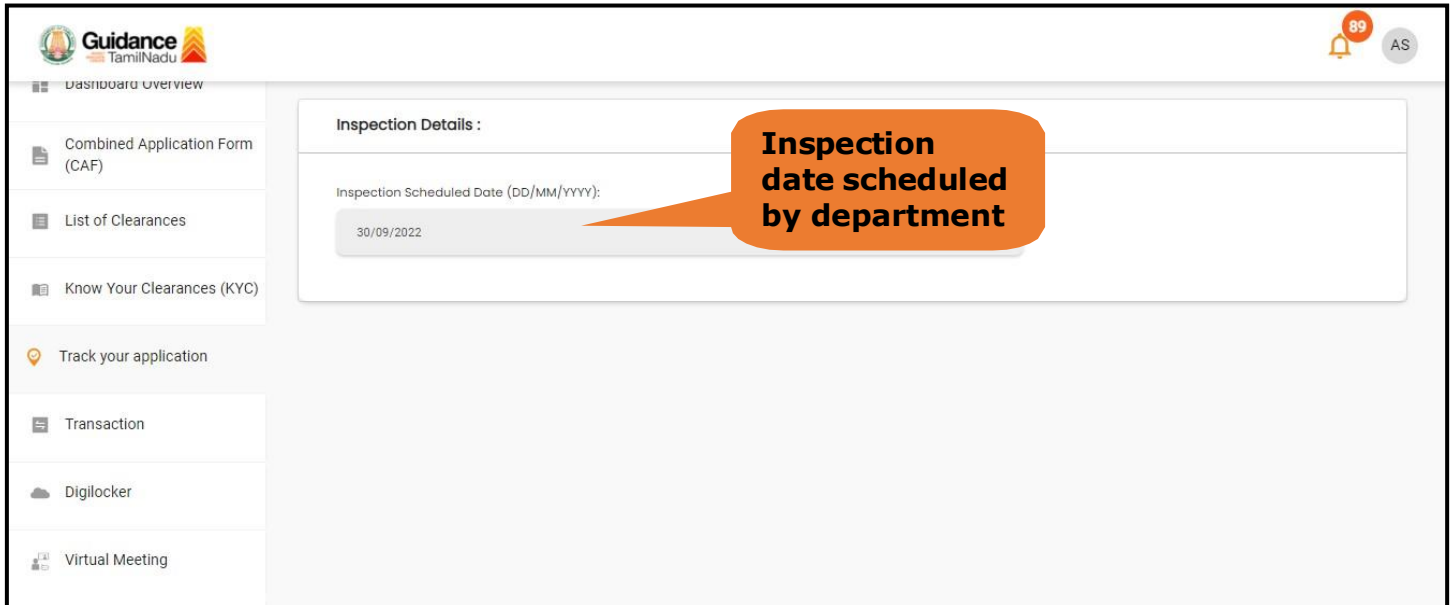 Guidance
TamilNadu
89
AS
Dashboard Overview
Combined Application Form
(CAF)
List of Clearances
Know Your Clearances (KYC)
Track your application
Transaction
Digilocker
Virtual Meeting
Inspection Details :
Inspection Scheduled Date (DD/MM/YYYY):
30/09/2022
Inspection
date scheduled
by department